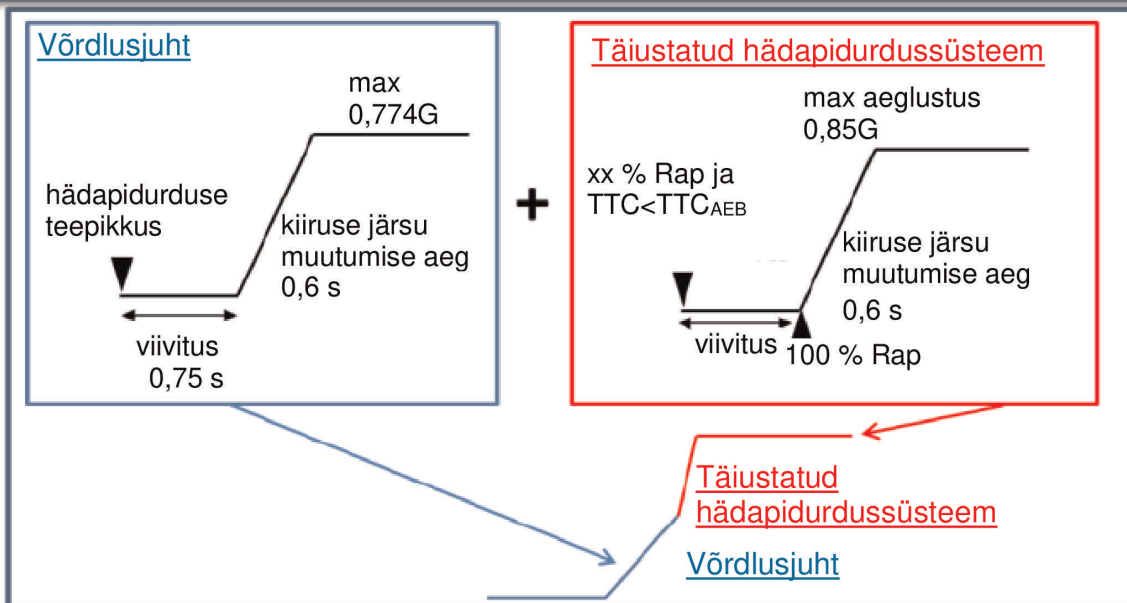 Võrdlusjuht
max
0,774G
hädapidurduse
teepikkus
kiiruse järsu
muutumise aeg
0,6 s
viivitus
0,75 s
+
Täiustatud hädapidurdussüsteem
max aeglustus
0,85G
xx % Rap ja
TTC<TTCAEB
kiiruse järsu
muutumise aeg
0,6 s
viivitus
100 % Rap
Täiustatud
hädapidurdussüsteem
Võrdlusjuht